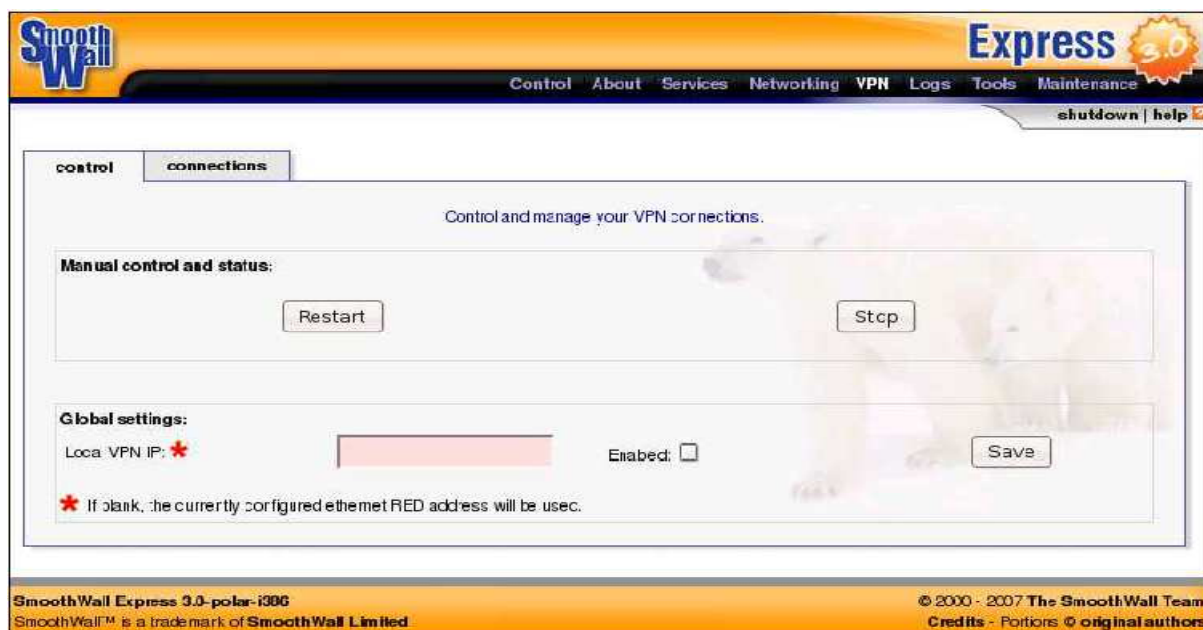 Smooth Wall
Express 3.0
Control About Services Networking VPN Logs Tools Maintenance
shutdown | help
control connections
Control and manage your VPN connections.
Manual control and status:
Restart Stop
Global settings:
Local VPN IP: * Enabled: Save
* If blank, the currently configured ethernet RED address will be used.
SmoothWall Express 3.0-polar-i386
SmoothWall™ is a trademark of SmoothWall Limited
© 2000 - 2007 The SmoothWall Team
Credits - Portions © original authors